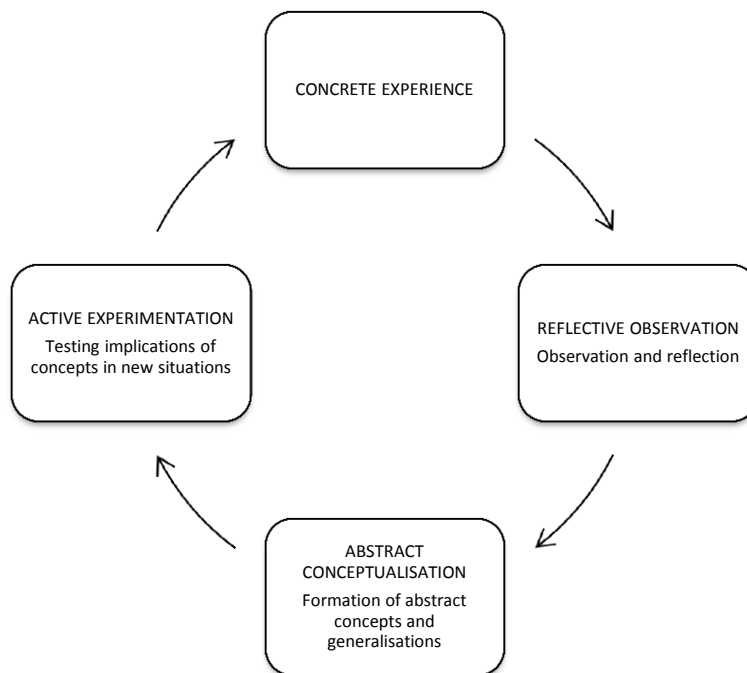 CONCRETE EXPERIENCE
REFLECTIVE OBSERVATION
Observation and reflection
ABSTRACT
CONCEPTUALISATION
Formation of abstract
concepts and
generalisations
ACTIVE EXPERIMENTATION
Testing implications of
concepts in new situations